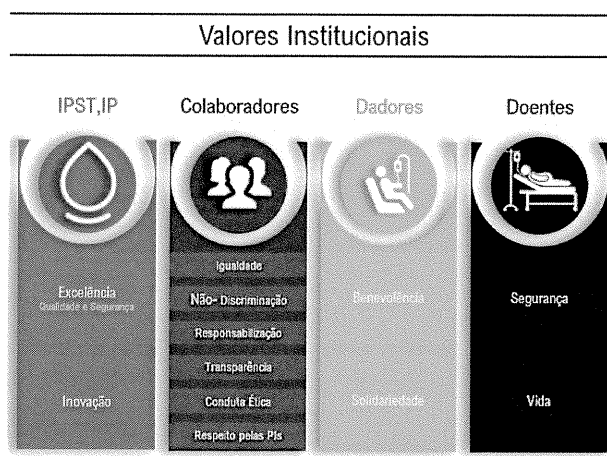 Valores Institucionais
IPST,IP
Colaboradores
Dadores
Doentes
Excelência
Qualidade e Segurança
Inovação
Igualdade
Não- Discriminação
Responsabilização
Transparência
Conduta Ética
Respeito pelas PIs
Benevolência
Solidariedade
Segurança
Vida